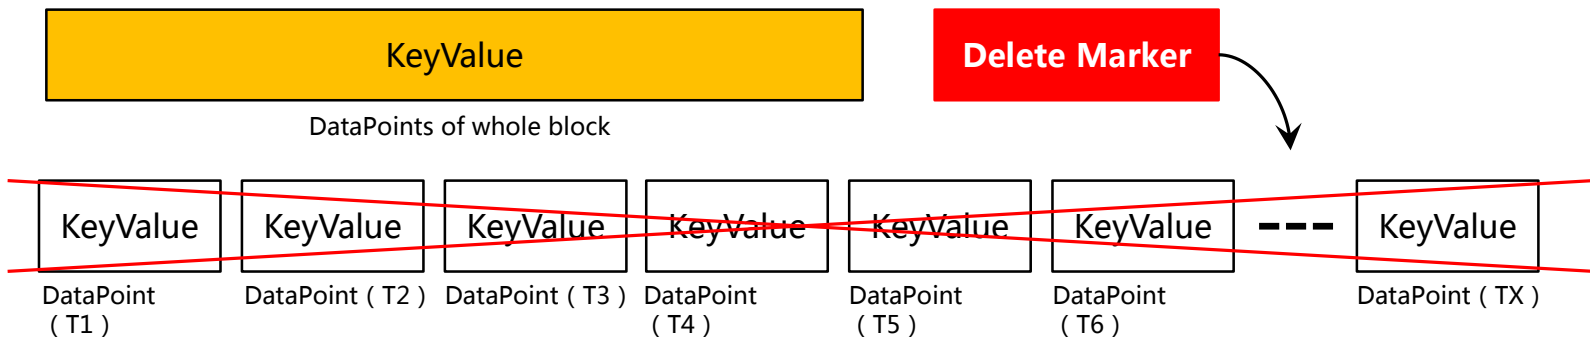 KeyValue
Delete Marker
DataPoints of whole block
KeyValue
KeyValue
KeyValue
KeyValue
KeyValue
KeyValue
KeyValue
DataPoint
( T1 )
DataPoint ( T2 )
DataPoint ( T3 )
DataPoint
( T4 )
DataPoint
( T5 )
DataPoint
( T6 )
DataPoint ( TX )